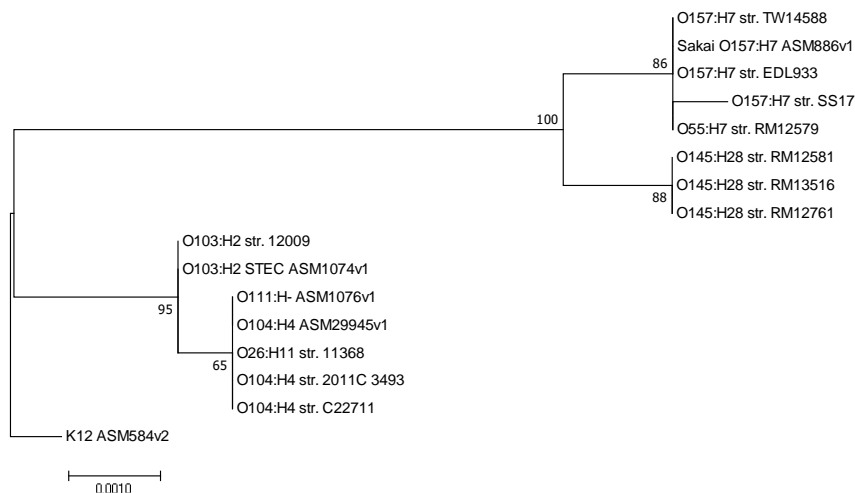 O157:H7 str. TW14588
Sakai O157:H7 ASM886v1
86
O157:H7 str. EDL933
O157:H7 str. SS17
100
O55:H7 str. RM12579
O145:H28 str. RM12581
O145:H28 str. RM13516
88
O145:H28 str. RM12761
O103:H2 str. 12009
O103:H2 STEC ASM1074v1
O111:H- ASM1076v1
95
O104:H4 ASM29945v1
O26:H11 str. 11368
65
O104:H4 str. 2011C 3493
O104:H4 str. C22711
K12 ASM584v2
0.0010